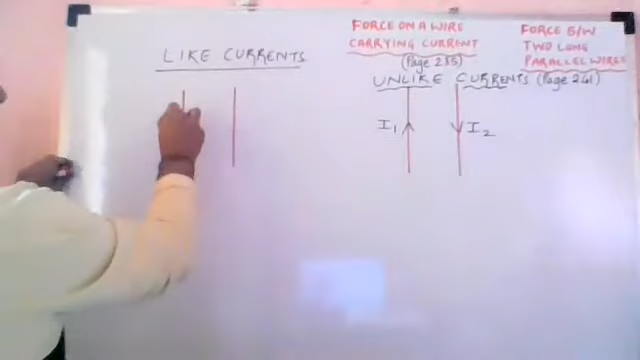 LIKE CURRENTS
FORCE ON A WIRE
CARRYING CURRENT
(Page 235)
FORCE B/W
TWO LONG
PARALLEL WIRES
(Page 241)
UNLIKE CURRENTS
I1
I2